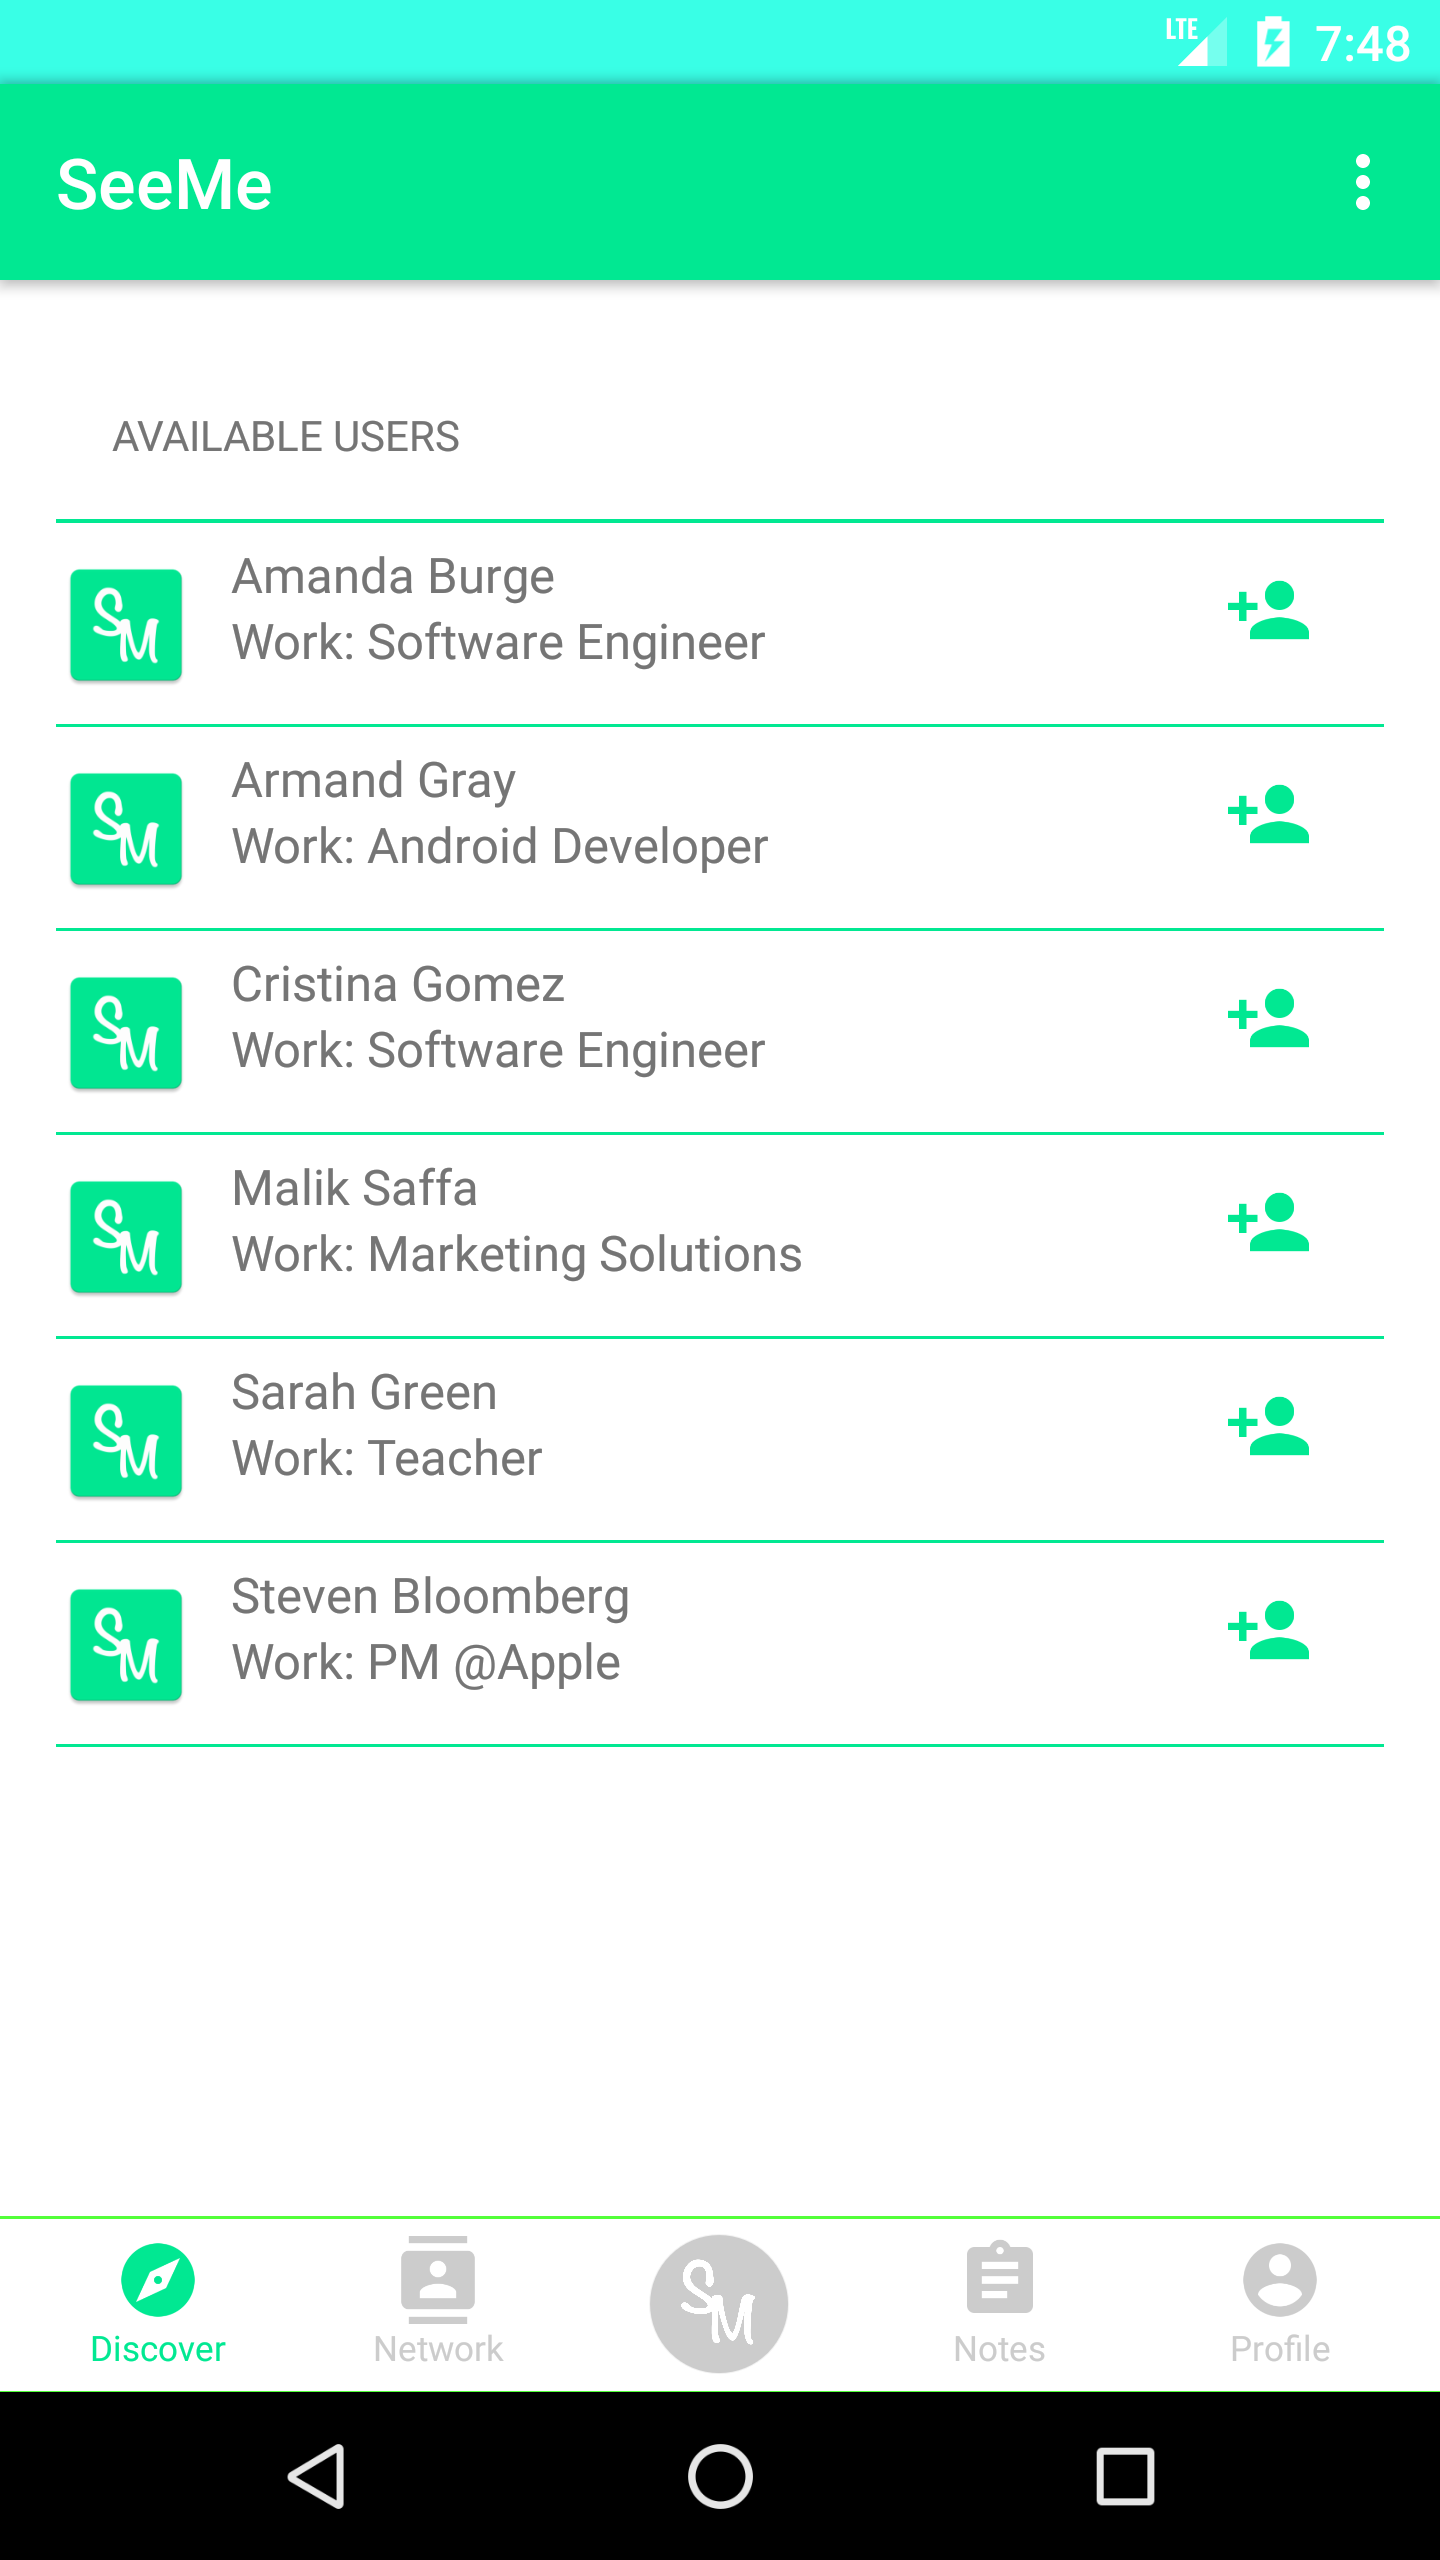 LTE 7:48
SeeMe
AVAILABLE USERS
SM
Amanda Burge
Work: Software Engineer
SM
Armand Gray
Work: Android Developer
SM
Cristina Gomez
Work: Software Engineer
SM
Malik Saffa
Work: Marketing Solutions
SM
Sarah Green
Work: Teacher
SM
Steven Bloomberg
Work: PM @Apple
SM
Discover Network Notes Profile